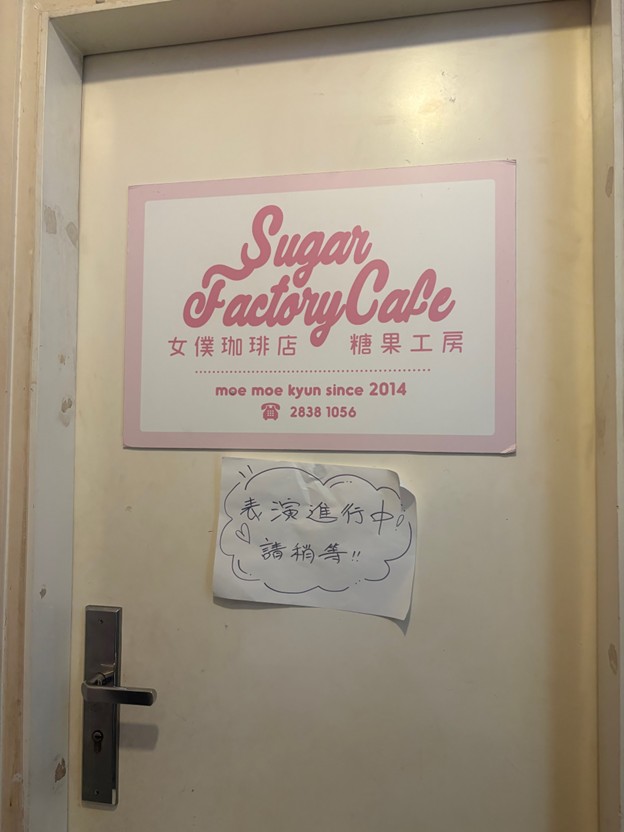 Sugar
Factory Cafe
女僕珈琲店 糖果工房
moe moe kyun since 2014
2838 1056
表演進行中
請稍等!!